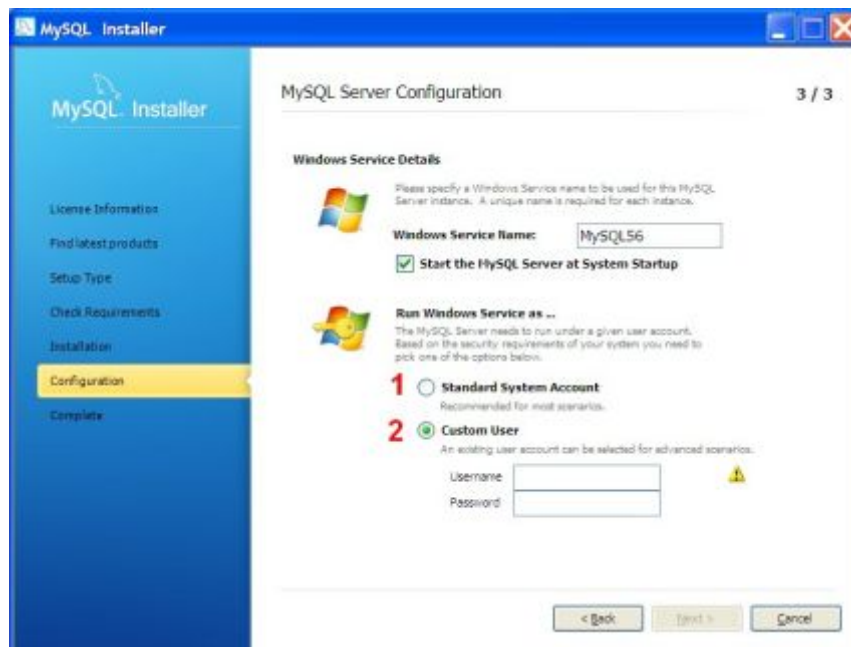 MySQL Installer
MySQL Installer
License Information
Find latest products
Setup Type
Check Requirements
Installation
Configuration
Complete
MySQL Server Configuration
3 / 3
Windows Service Details
Please specify a Windows Service name to be used for this MySQL
Server instance. A unique name is required for each instance.
Windows Service Name:
MySQL56
Start the MySQL Server at System Startup
Run Windows Service as ...
The MySQL Server needs to run under a given user account.
Based on the security requirements of your system you need to
pick one of the options below.
1
Standard System Account
Recommended for most scenarios.
2
Custom User
An existing user account can be selected for advanced scenarios.
Username
Password
< Back
Next >
Cancel